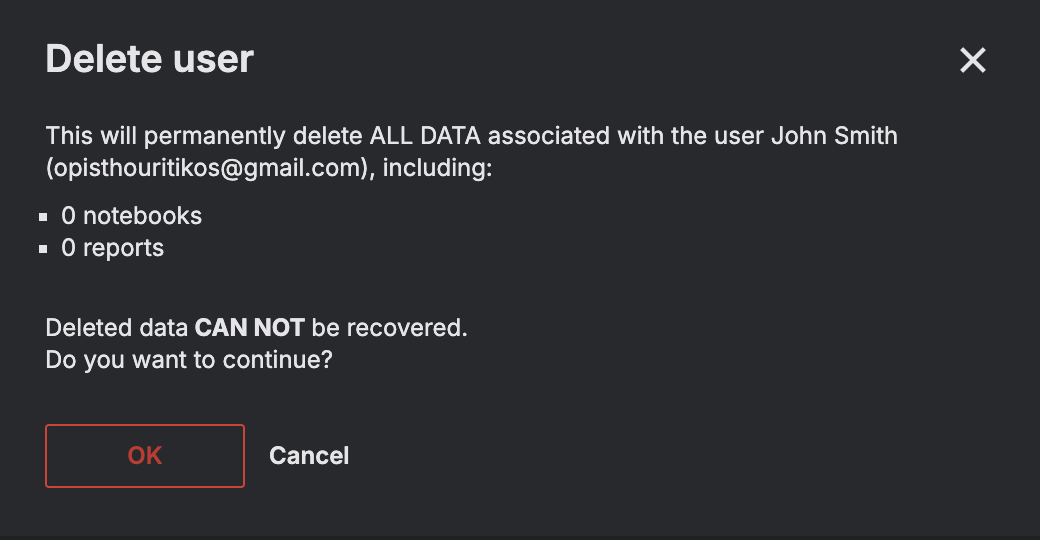 Delete user
This will permanently delete ALL DATA associated with the user John Smith
(opisthouritikos@gmail.com), including:
▪ 0 notebooks
▪ 0 reports
Deleted data CAN NOT be recovered.
Do you want to continue?
OK Cancel